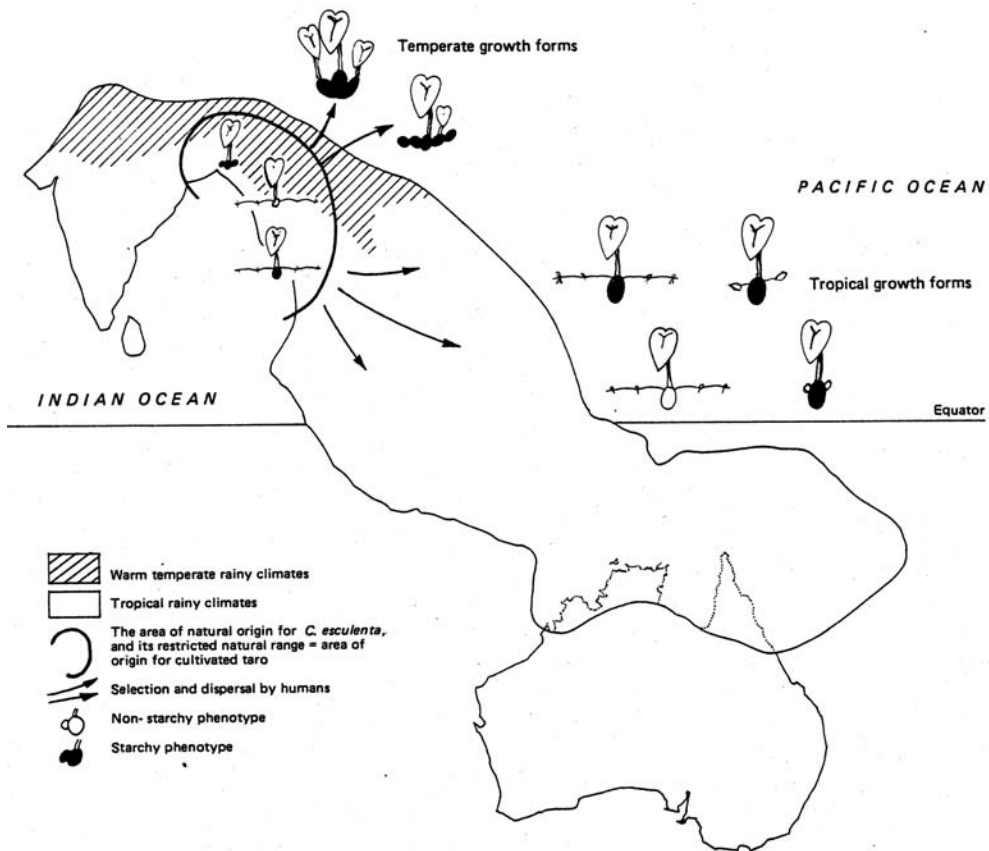 Temperate growth forms
PACIFIC OCEAN
Tropical growth forms
INDIAN OCEAN
Equator
Warm temperate rainy climates
Tropical rainy climates
The area of natural origin for C. esculenta,
and its restricted natural range = area of
origin for cultivated taro
Selection and dispersal by humans
Non- starchy phenotype
Starchy phenotype